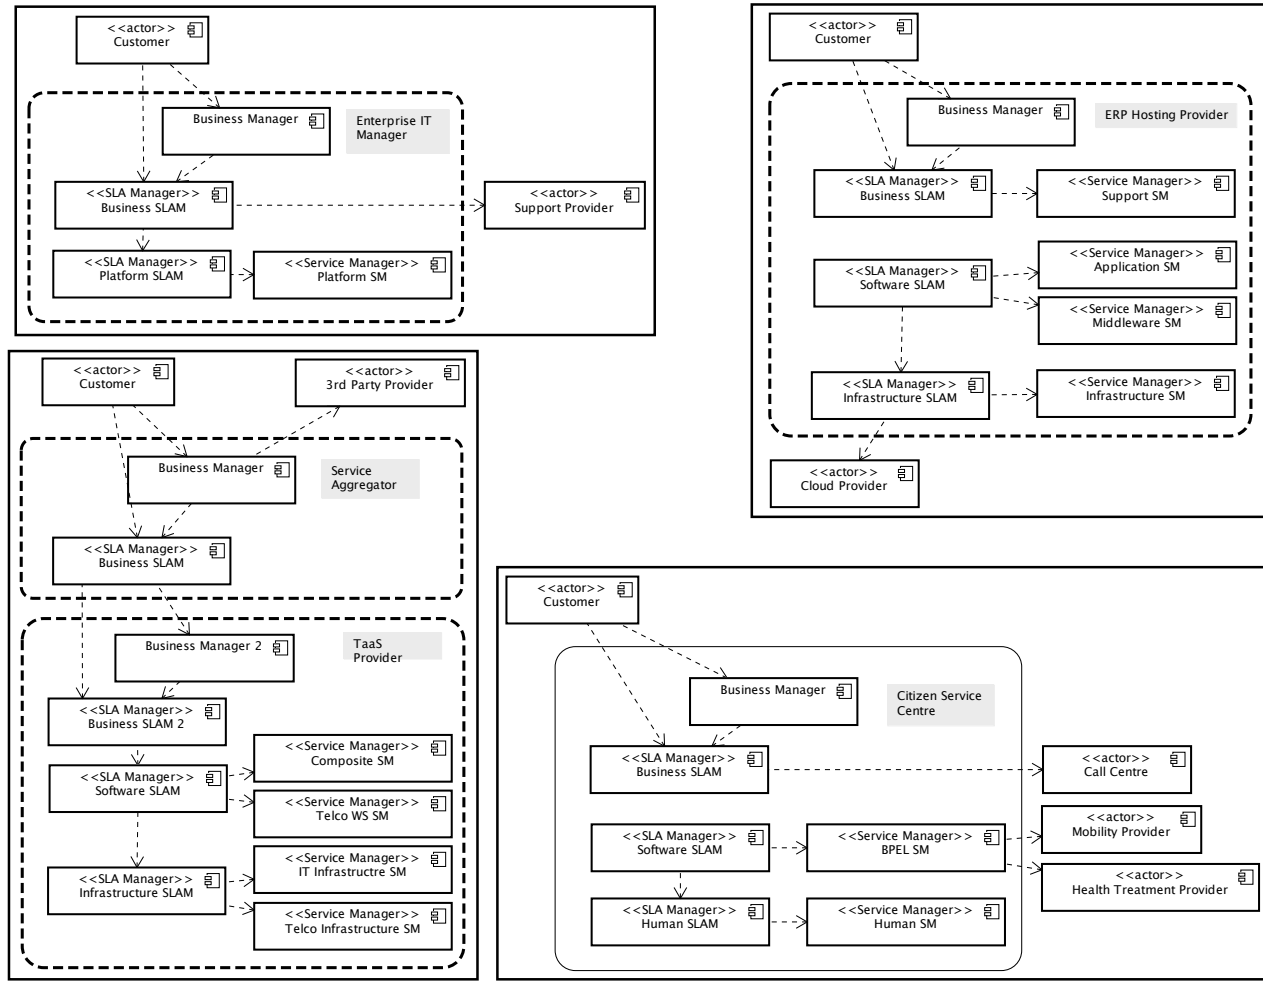 <<actor>>
Customer
Business Manager
Enterprise IT
Manager
<<SLA Manager>>
Business SLAM
<<actor>>
Support Provider
<<SLA Manager>>
Platform SLAM
<<Service Manager>>
Platform SM
<<actor>>
Customer
Business Manager
ERP Hosting Provider
<<SLA Manager>>
Business SLAM
<<Service Manager>>
Support SM
<<SLA Manager>>
Software SLAM
<<Service Manager>>
Application SM
<<Service Manager>>
Middleware SM
<<SLA Manager>>
Infrastructure SLAM
<<Service Manager>>
Infrastructure SM
<<actor>>
Cloud Provider
<<actor>>
Customer
<<actor>>
3rd Party Provider
Business Manager
Service
Aggregator
<<SLA Manager>>
Business SLAM
Business Manager 2
TaaS
Provider
<<SLA Manager>>
Business SLAM 2
<<SLA Manager>>
Software SLAM
<<Service Manager>>
Composite SM
<<Service Manager>>
Telco WS SM
<<SLA Manager>>
Infrastructure SLAM
<<Service Manager>>
IT Infrastructre SM
<<Service Manager>>
Telco Infrastructure SM
<<actor>>
Customer
Business Manager
Citizen Service
Centre
<<SLA Manager>>
Business SLAM
<<actor>>
Call Centre
<<SLA Manager>>
Software SLAM
<<Service Manager>>
BPEL SM
<<actor>>
Mobility Provider
<<actor>>
Health Treatment Provider
<<SLA Manager>>
Human SLAM
<<Service Manager>>
Human SM